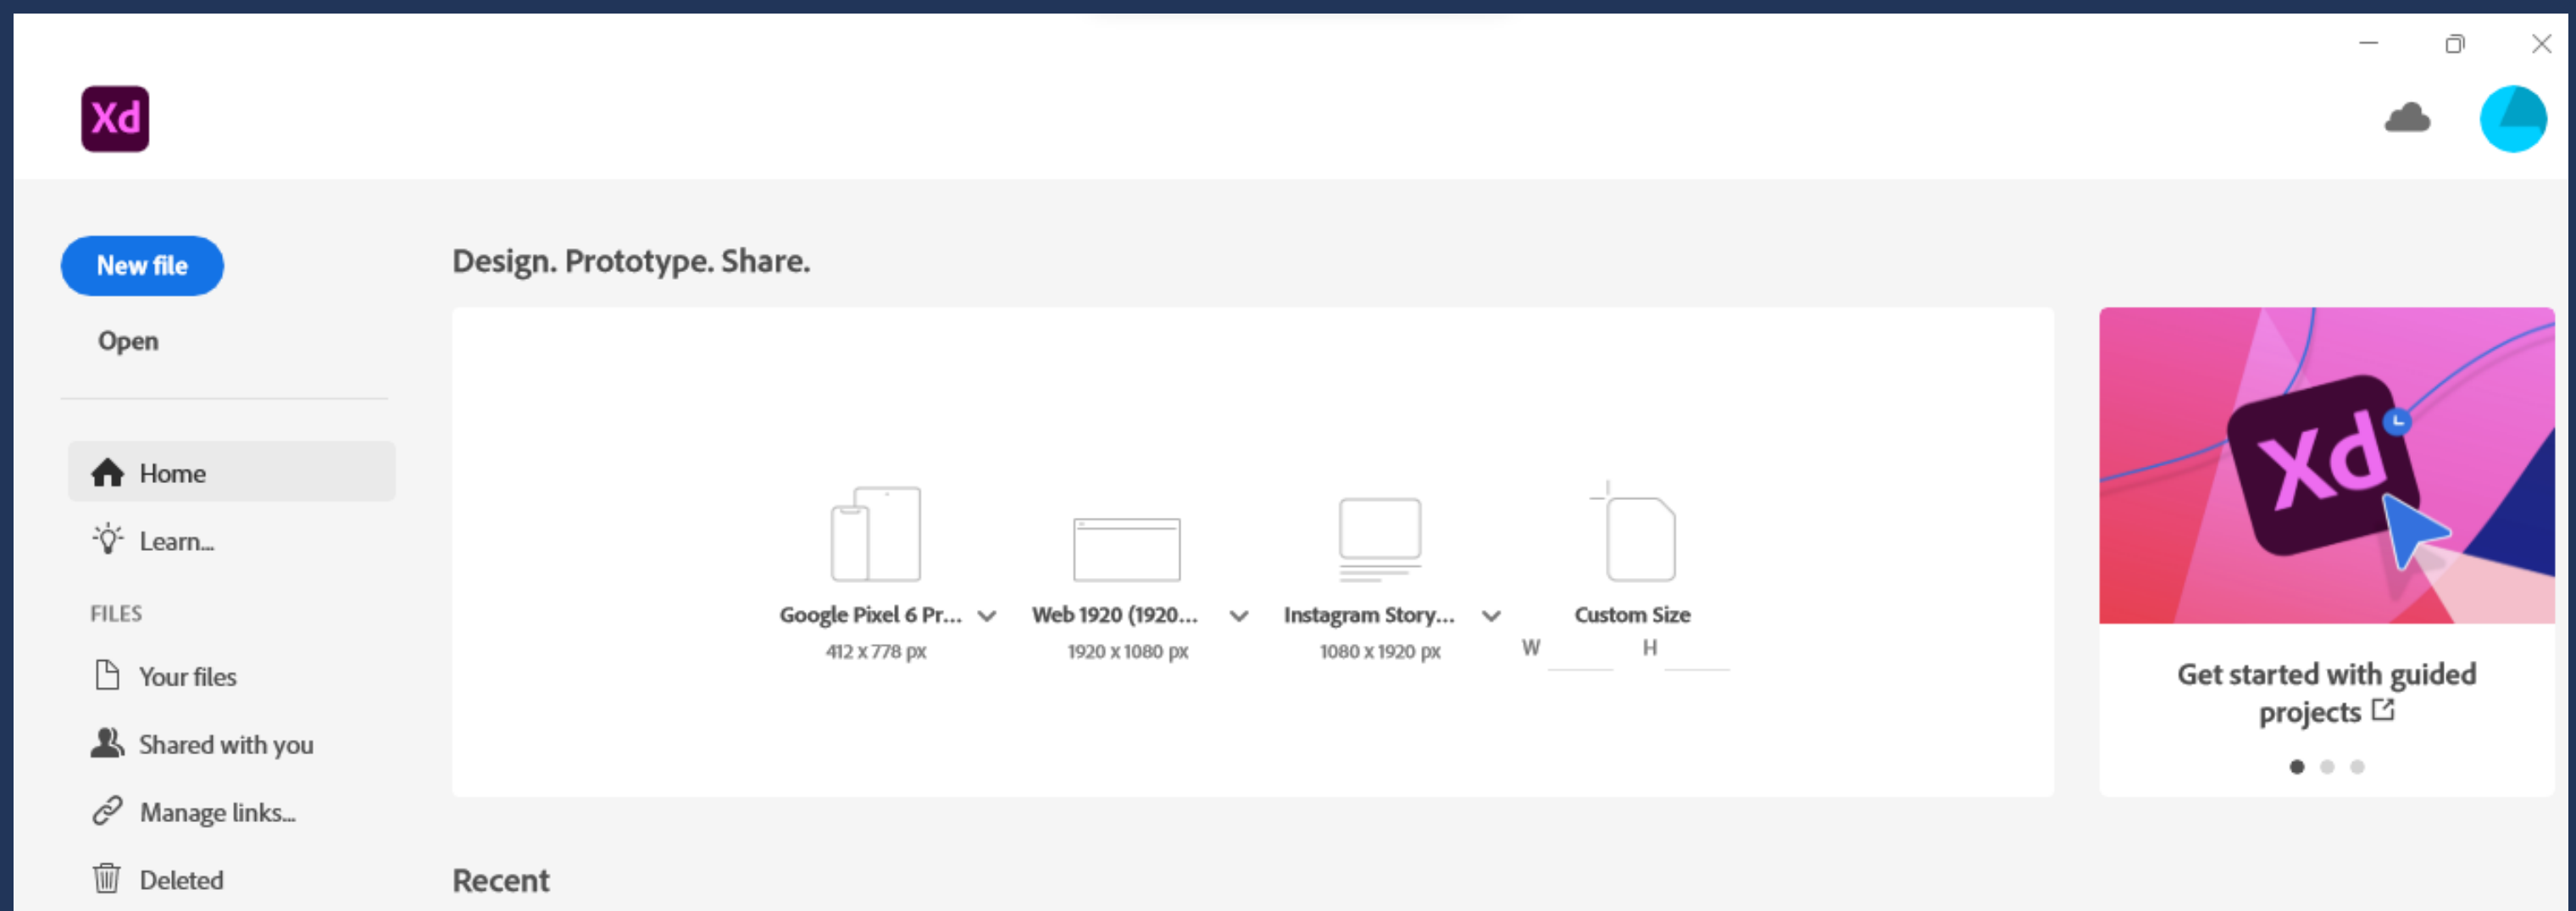 Xd
New file
Open
Home
Learn...
FILES
Your files
Shared with you
Manage links...
Deleted
Design. Prototype. Share.
Google Pixel 6 Pr...
412 x 778 px
Web 1920 (1920...
1920 x 1080 px
Instagram Story...
1080 x 1920 px
Custom Size
W H
Xd
Get started with guided
projects
Recent